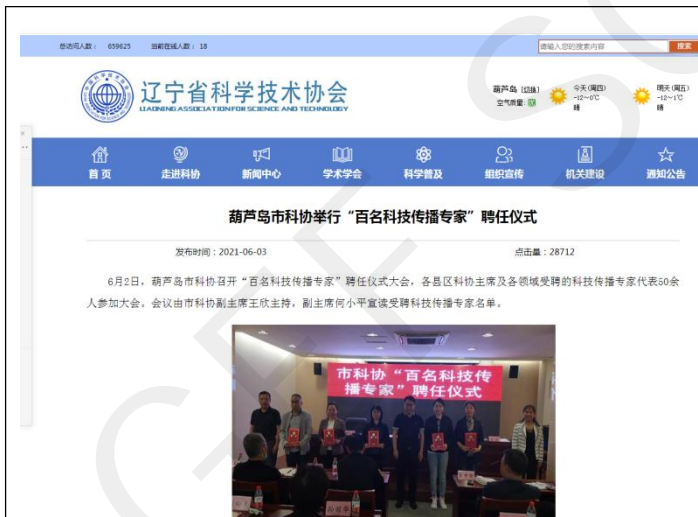 总访问人数： 659625 当前在线人数： 18
请输入您的搜索内容 搜索
辽宁省科学技术协会
LIAONING ASSOCIATION FOR SCIENCE AND TECHNOLOGY
葫芦岛 [切换]
空气质量: 优
今天 (周四)
-12~0℃
晴
明天 (周五)
-12~1℃
晴
首 页 走进科协 新闻中心 学术学会 科学普及 组织宣传 机关建设 通知公告
葫芦岛市科协举行“百名科技传播专家”聘任仪式
发布时间：2021-06-03 点击量：28712
6月2日，葫芦岛市科协召开“百名科技传播专家”聘任仪式大会，各县区科协主席及各领域受聘的科技传播专家代表50余
人参加大会。会议由市科协副主席王欣主持，副主席何小平宣读受聘科技传播专家名单。
市科协“百名科技传
播专家”聘任仪式